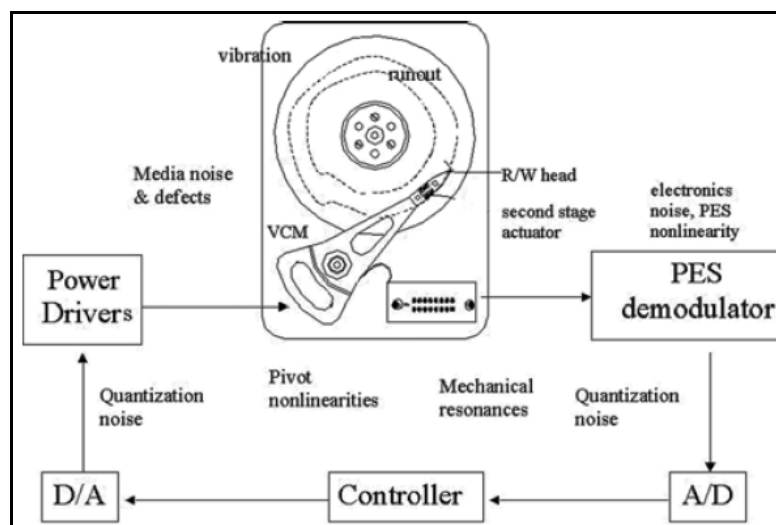 vibration
runout
Media noise
& defects
R/W head
electronics
noise, PES
nonlinearity
second stage
actuator
VCM
Power
Drivers
PES
demodulator
Pivot
nonlinearities
Mechanical
resonances
Quantization
noise
Quantization
noise
D/A
Controller
A/D